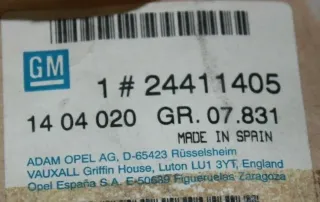 GM
1 # 24411405
14 04 020 GR. 07.831
MADE IN SPAIN
ADAM OPEL AG, D-65423 Rüsselsheim
VAUXALL Griffin House, Luton LU1 3YT, England
Opel España S.A. E-50639 Figueruelas Zaragoza